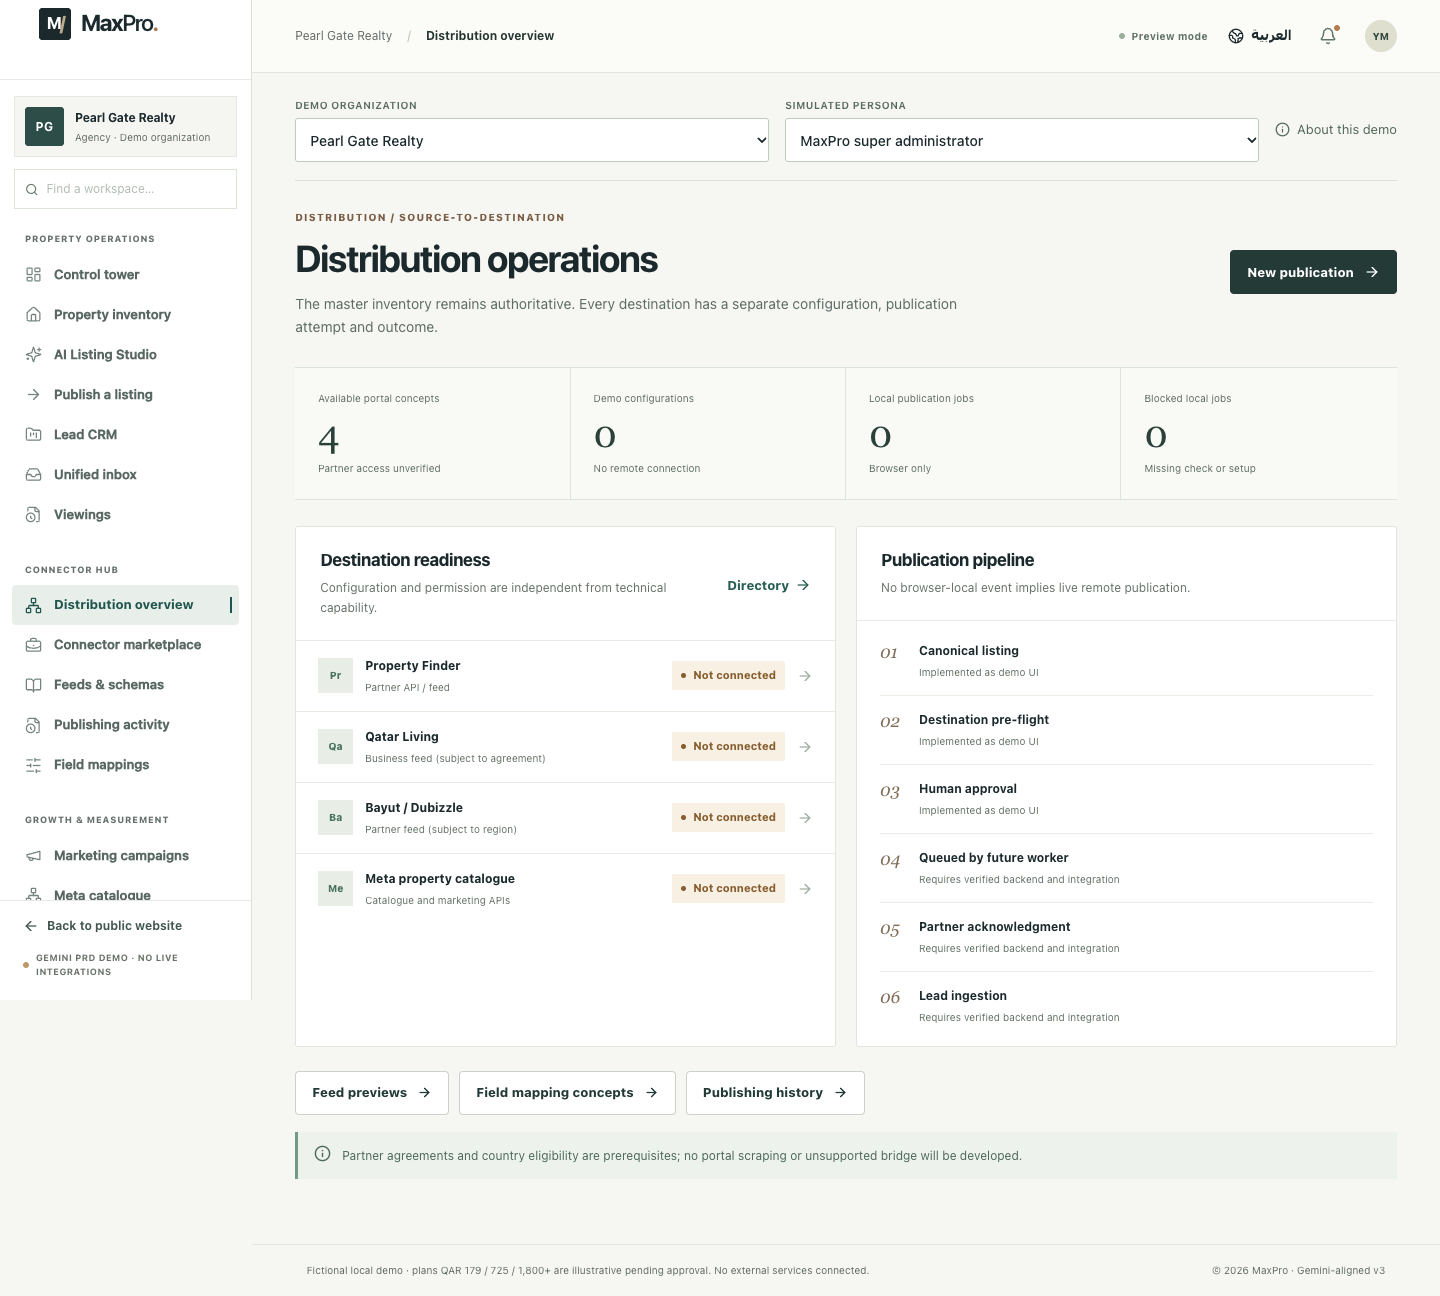 M/ MaxPro.
PG
Pearl Gate Realty
Agency · Demo organization
Find a workspace...
PROPERTY OPERATIONS
Control tower
Property inventory
AI Listing Studio
Publish a listing
Lead CRM
Unified inbox
Viewings
CONNECTOR HUB
Distribution overview
Connector marketplace
Feeds & schemas
Publishing activity
Field mappings
GROWTH & MEASUREMENT
Marketing campaigns
Meta catalogue
Back to public website
GEMINI PRD DEMO · NO LIVE
INTEGRATIONS
Pearl Gate Realty / Distribution overview
Preview mode
العربية
YM
DEMO ORGANIZATION
Pearl Gate Realty
SIMULATED PERSONA
MaxPro super administrator
About this demo
DISTRIBUTION / SOURCE-TO-DESTINATION
Distribution operations
The master inventory remains authoritative. Every destination has a separate configuration, publication
attempt and outcome.
New publication
Available portal concepts
4
Partner access unverified
Demo configurations
0
No remote connection
Local publication jobs
0
Browser only
Blocked local jobs
0
Missing check or setup
Destination readiness
Configuration and permission are independent from technical
capability.
Directory
Pr
Property Finder
Partner API / feed
Not connected
Qa
Qatar Living
Business feed (subject to agreement)
Not connected
Ba
Bayut / Dubizzle
Partner feed (subject to region)
Not connected
Me
Meta property catalogue
Catalogue and marketing APIs
Not connected
Publication pipeline
No browser-local event implies live remote publication.
01
Canonical listing
Implemented as demo UI
02
Destination pre-flight
Implemented as demo UI
03
Human approval
Implemented as demo UI
04
Queued by future worker
Requires verified backend and integration
05
Partner acknowledgment
Requires verified backend and integration
06
Lead ingestion
Requires verified backend and integration
Feed previews
Field mapping concepts
Publishing history
Partner agreements and country eligibility are prerequisites; no portal scraping or unsupported bridge will be developed.
Fictional local demo · plans QAR 179 / 725 / 1,800+ are illustrative pending approval. No external services connected.
© 2026 MaxPro · Gemini-aligned v3